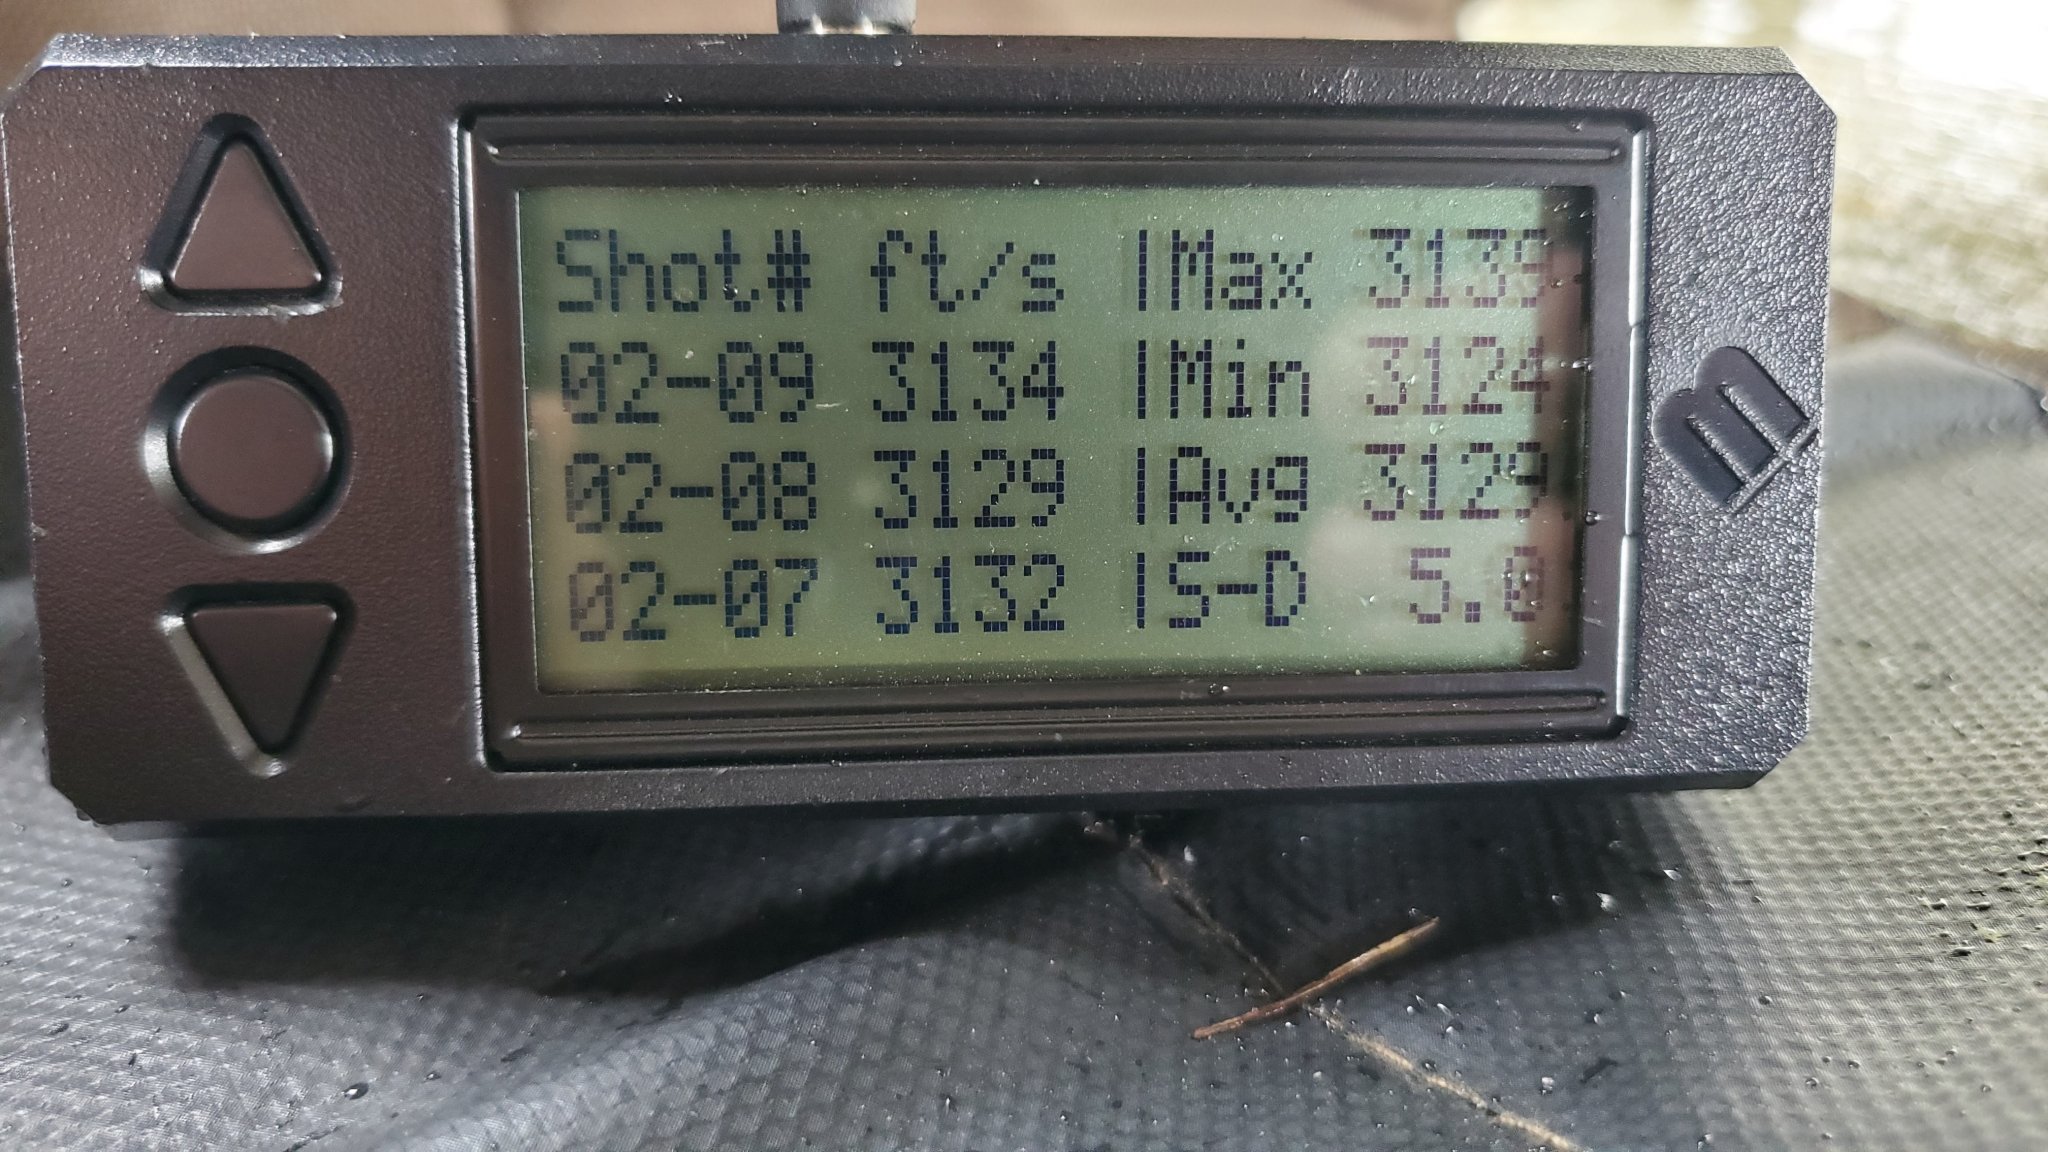 Shot# ft/s |Max 3139
02-09 3134 |Min 3124
02-08 3129 |Avg 3129
02-07 3132 |S-D 5.0